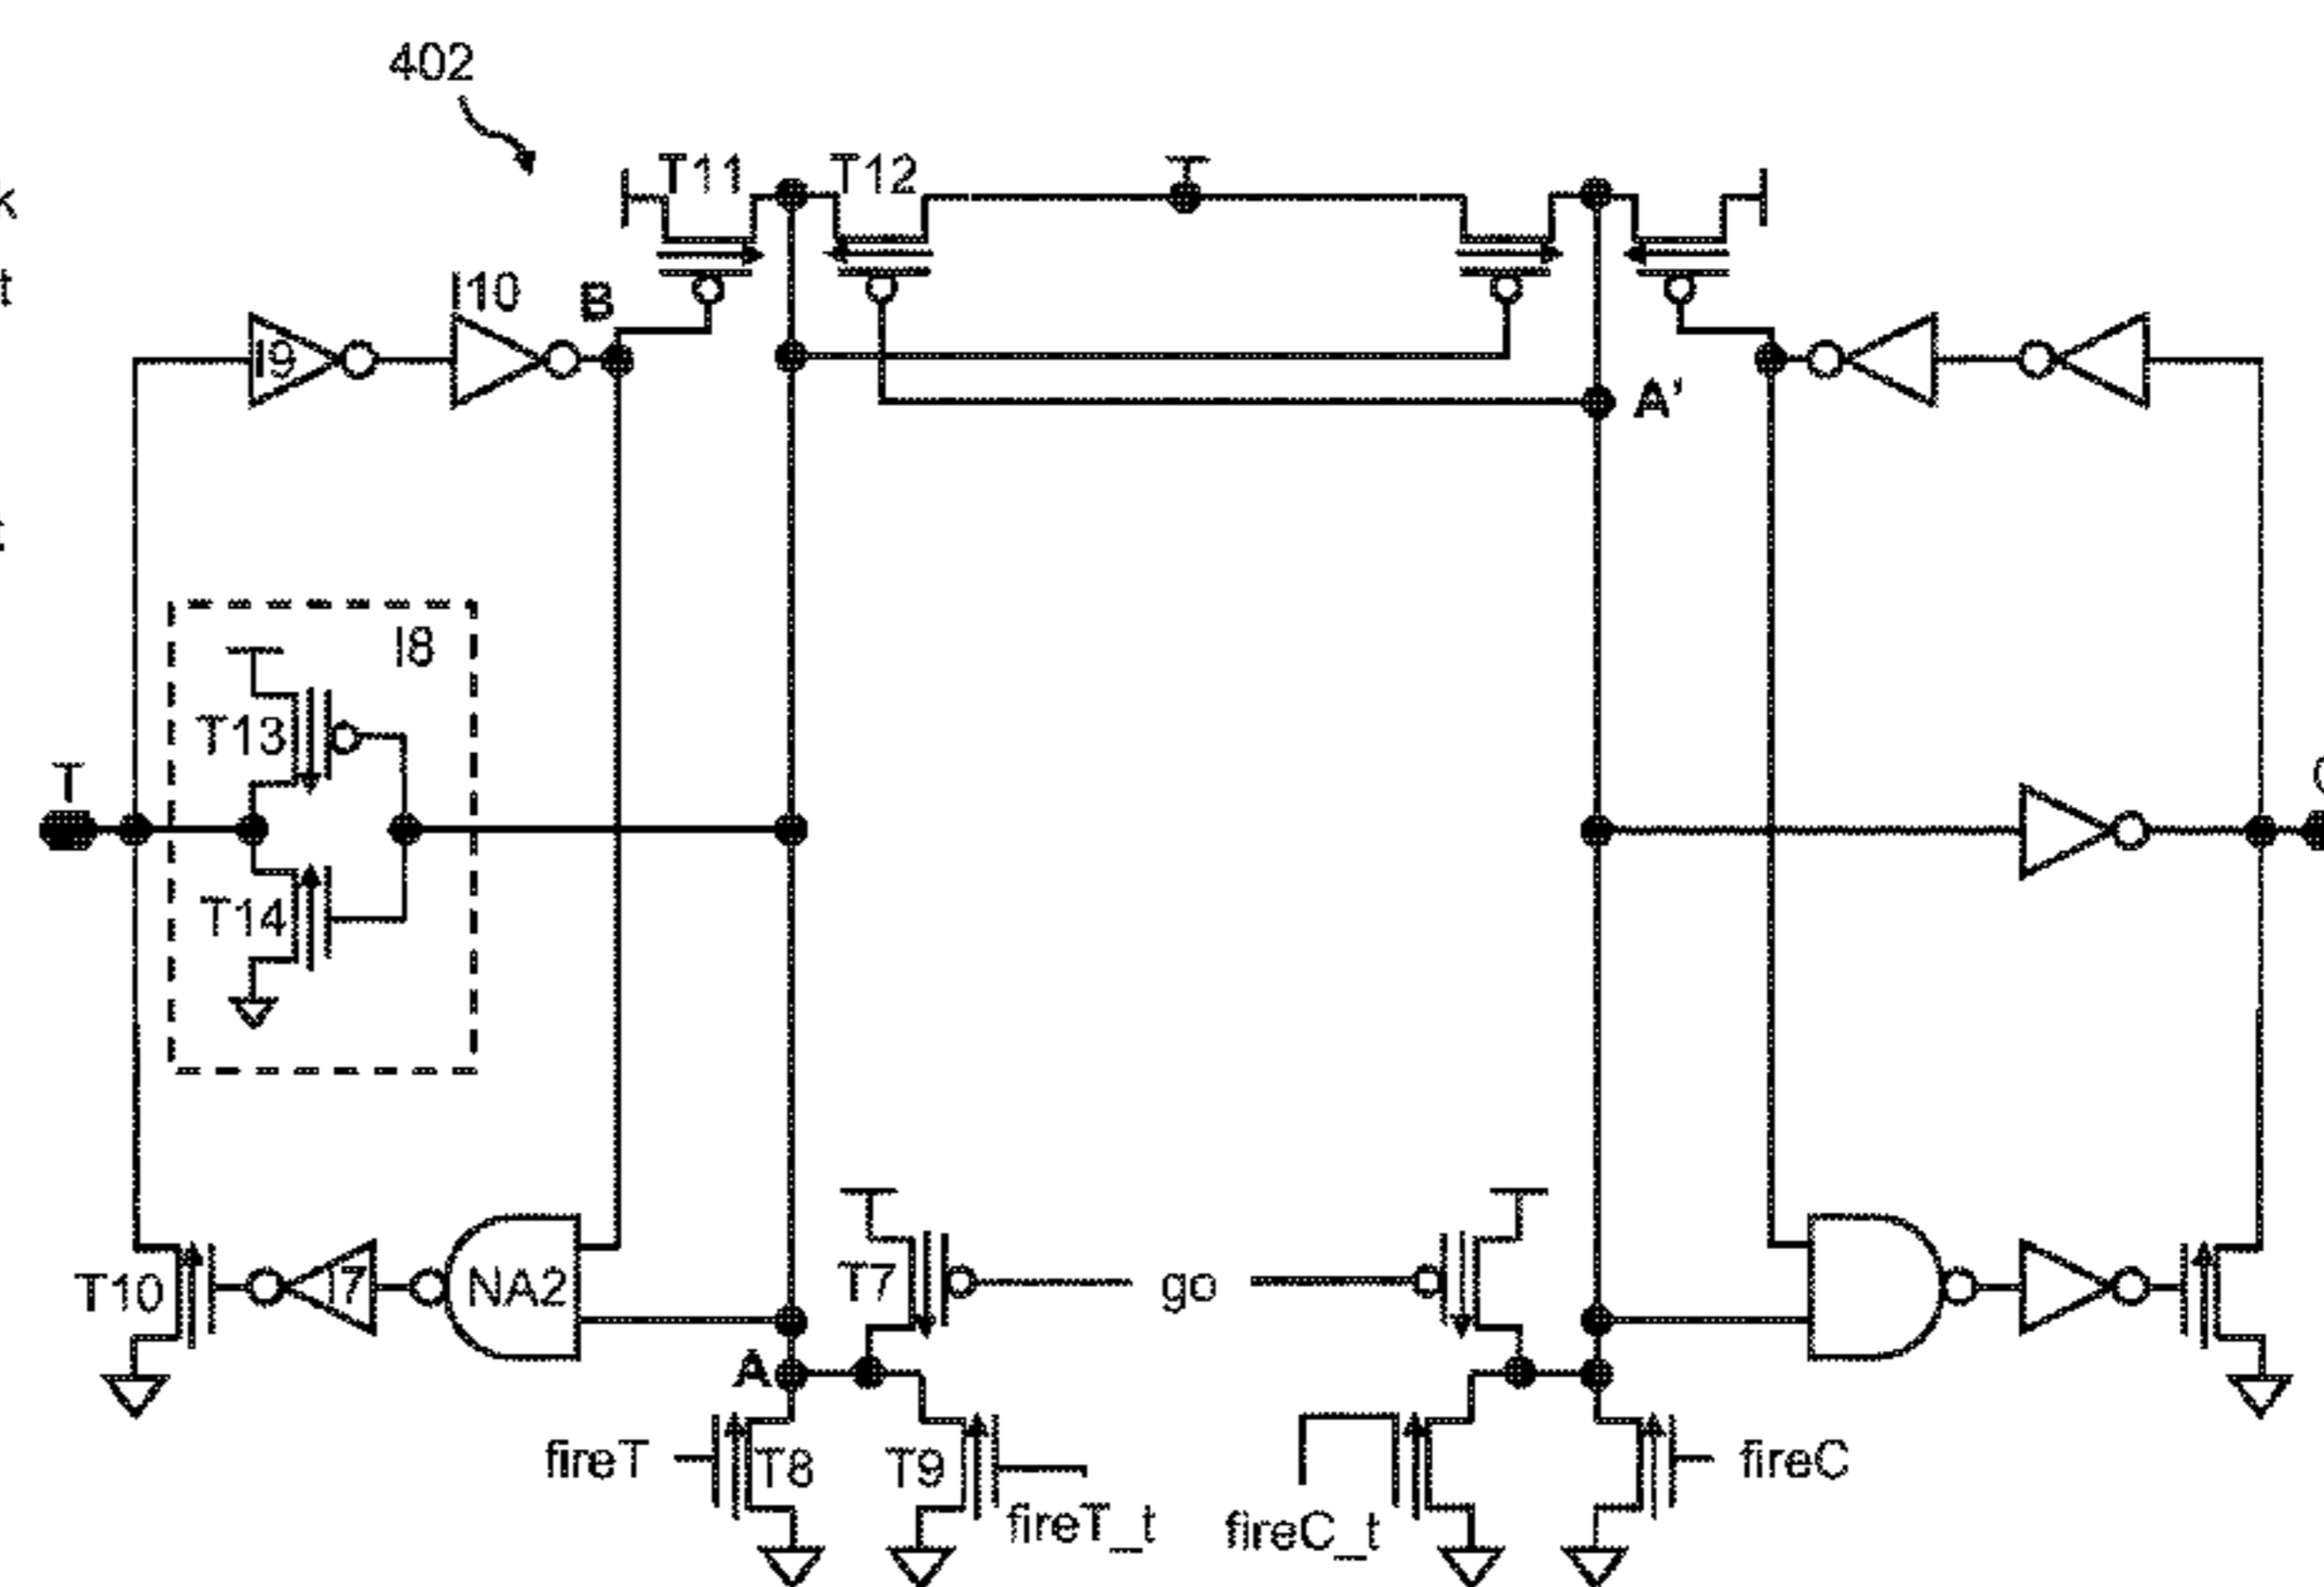 402
k
T11
T12
t
I10
B
I9
A'
I8
T13
T
T14
T10
I7
NA2
T7
go
A
fireT
T8
T9
fireT_t
fireC_t
fireC